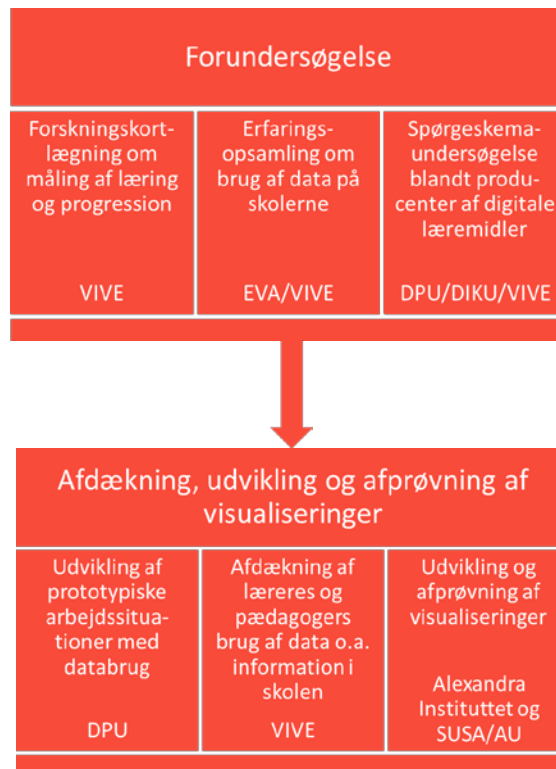 Forundersøgelse
Forskningskort-
lægning om
måling af læring
og progression
VIVE
Erfarings-
opsamling om
brug af data på
skolerne
EVA/VIVE
Spørgeskema-
undersøgelse
blandt produ-
center af digitale
læremidler
DPU/DIKU/VIVE
Afdækning, udvikling og afprøvning af
visualiseringer
Udvikling af
prototypiske
arbejdssitua-
tioner med
databrug
DPU
Afdækning af
læreres og
pædagogers
brug af data o.a.
information i
skolen
VIVE
Udvikling og
afprøvning af
visualiseringer
Alexandra
Instituttet og
SUSA/AU